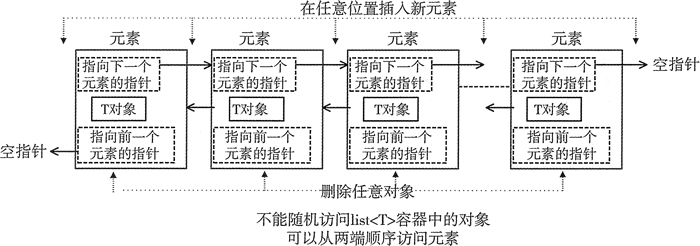 在任意位置插入新元素
元素 元素 元素 元素
指向下一个 指向下一个 指向下一个 指向下一个 空指针
元素的指针 元素的指针 元素的指针 元素的指针
T对象 T对象 T对象 T对象
指向前一个 指向前一个 指向前一个 指向前一个
空指针 元素的指针 元素的指针 元素的指针 元素的指针
删除任意对象
不能随机访问list<T>容器中的对象
可以从两端顺序访问元素